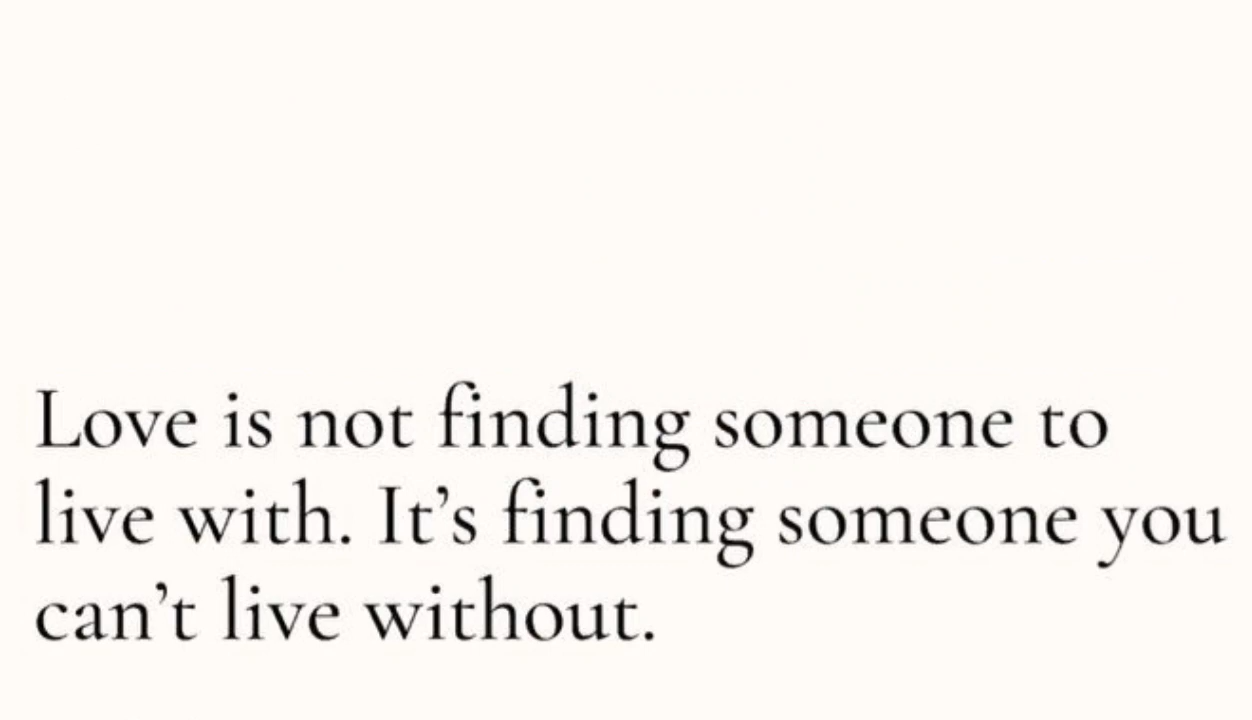 Love is not finding someone to
live with. It’s finding someone you
can’t live without.